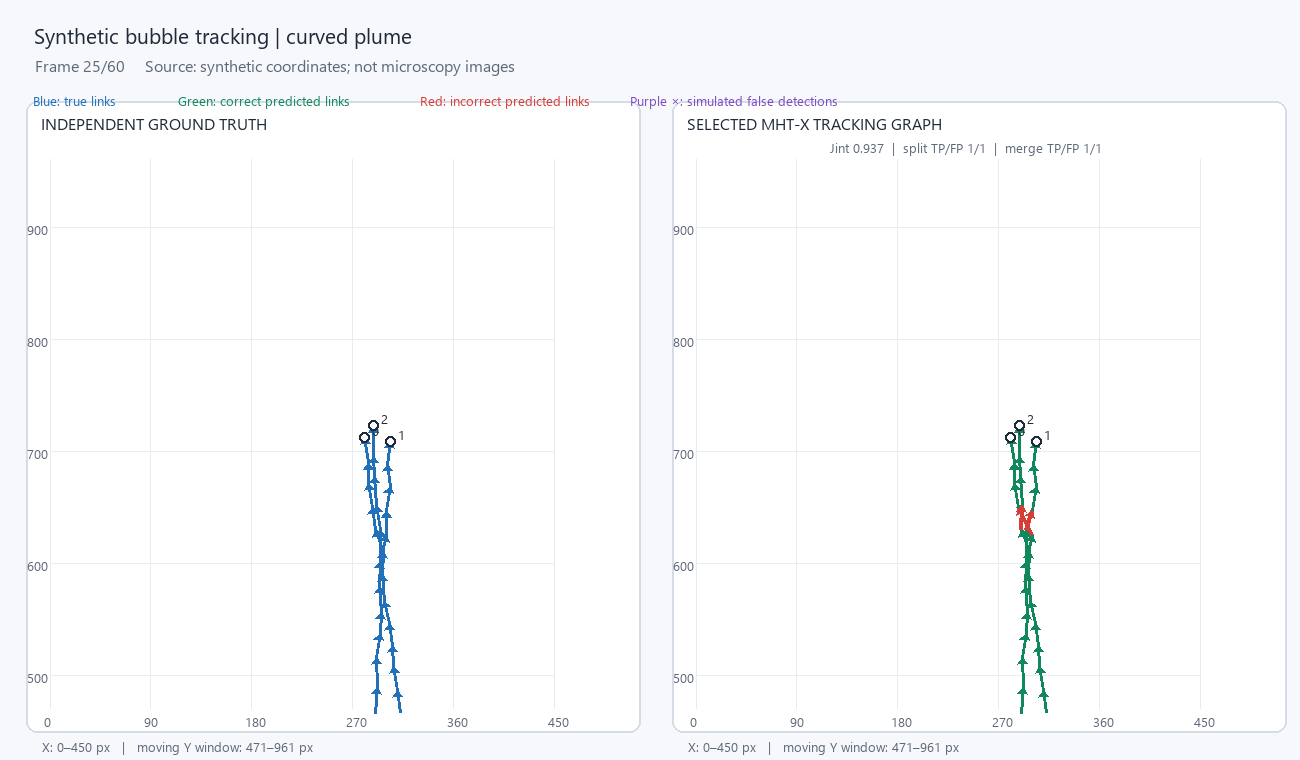 Synthetic bubble tracking | curved plume
Frame 25/60 Source: synthetic coordinates; not microscopy images
Blue: true links Green: correct predicted links Red: incorrect predicted links Purple ×: simulated false detections
INDEPENDENT GROUND TRUTH
900
800
700
600
500
2
1
0 90 180 270 360 450
X: 0–450 px | moving Y window: 471–961 px
SELECTED MHT-X TRACKING GRAPH
Jint 0.937 | split TP/FP 1/1 | merge TP/FP 1/1
900
800
700
600
500
2
1
0 90 180 270 360 450
X: 0–450 px | moving Y window: 471–961 px